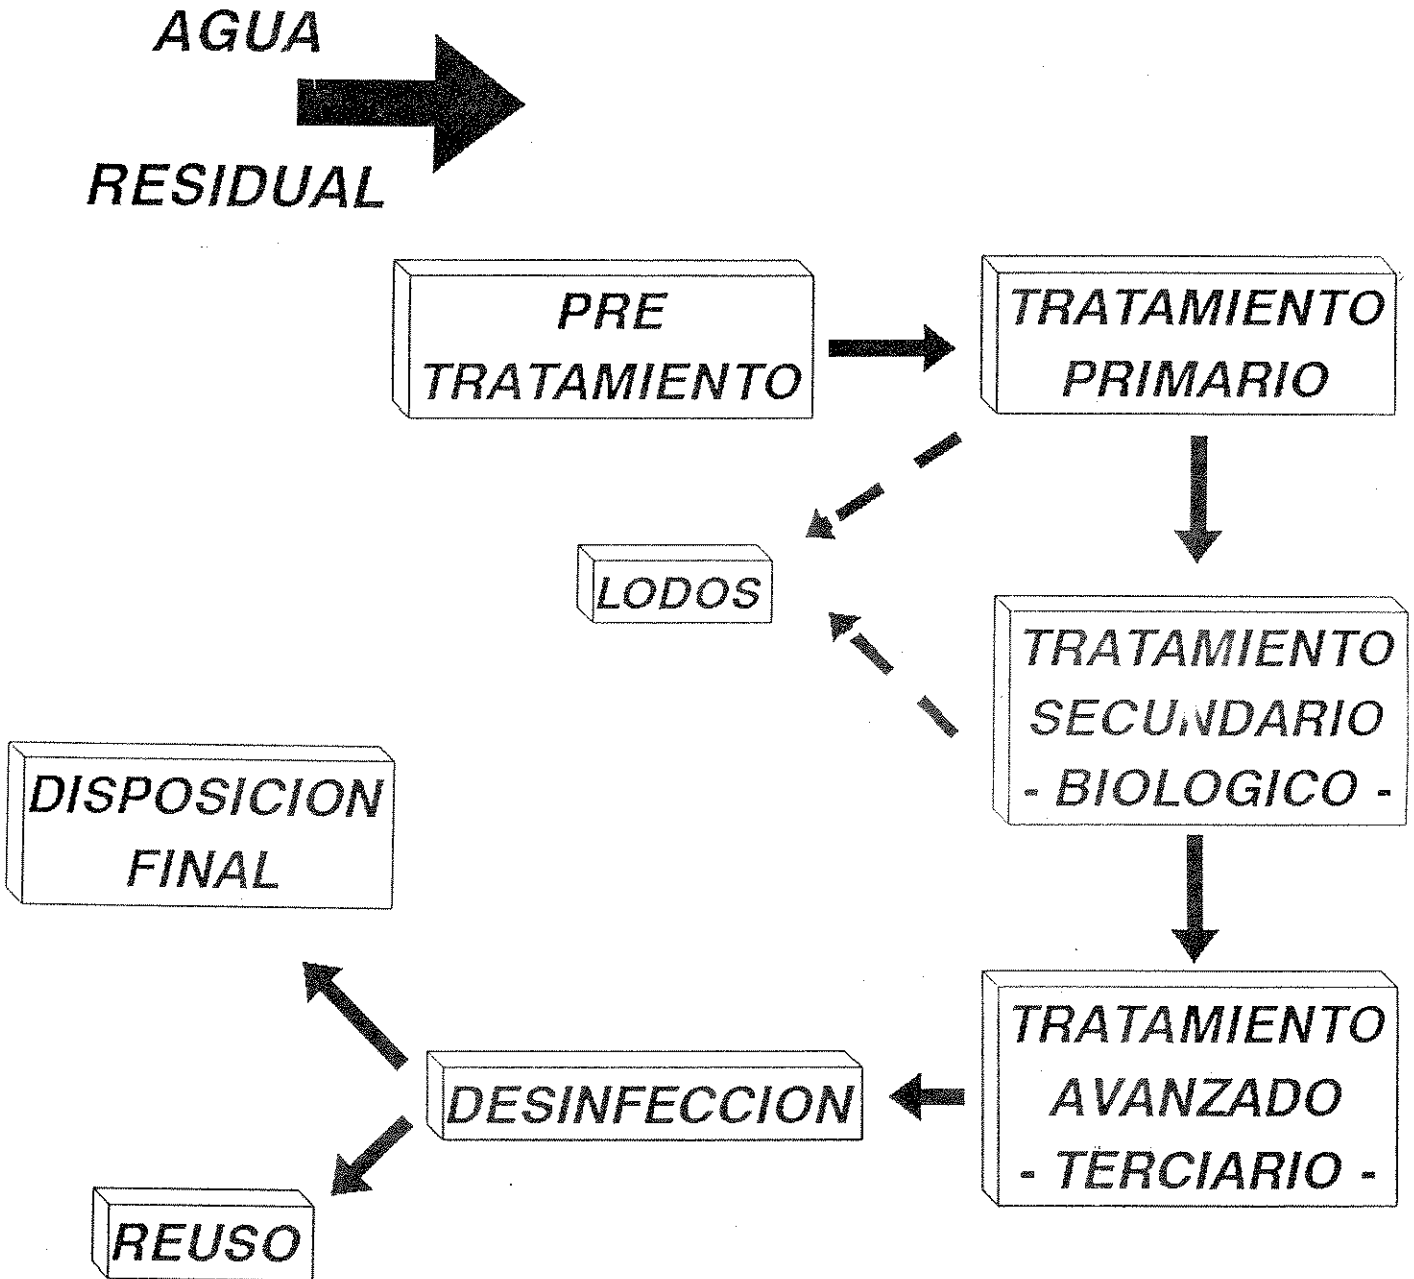 AGUA
RESIDUAL
PRE
TRATAMIENTO
TRATAMIENTO
PRIMARIO
LODOS
TRATAMIENTO
SECUNDARIO
- BIOLOGICO -
DISPOSICION
FINAL
TRATAMIENTO
AVANZADO
- TERCIARIO -
DESINFECCION
REUSO